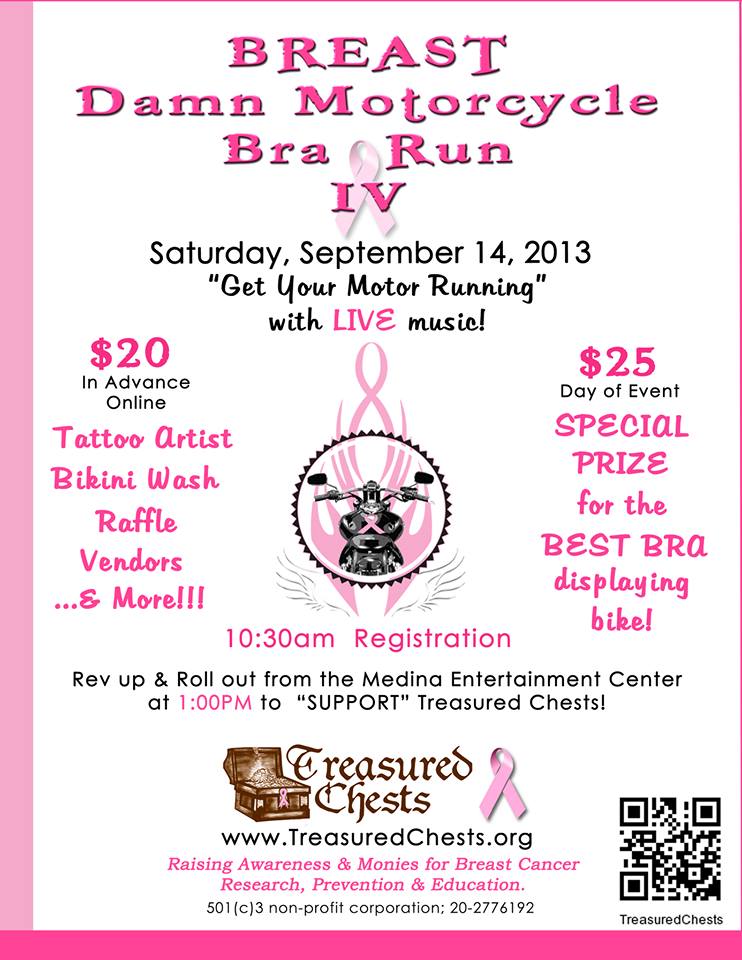 BREAST
Damn Motorcycle
Bra Run
IV
Saturday, September 14, 2013
"Get Your Motor Running"
with LIVE music!
$20
In Advance
Online
Tattoo Artist
Bikini Wash
Raffle
Vendors
...& More!!!
$25
Day of Event
SPECIAL
PRIZE
for the
BEST BRA
displaying
bike!
10:30am Registration
Rev up & Roll out from the Medina Entertainment Center
at 1:00PM to "SUPPORT" Treasured Chests!
Treasured
Chests
www.TreasuredChests.org
Raising Awareness & Monies for Breast Cancer
Research, Prevention & Education.
501(c)3 non-profit corporation; 20-2776192
TreasuredChests